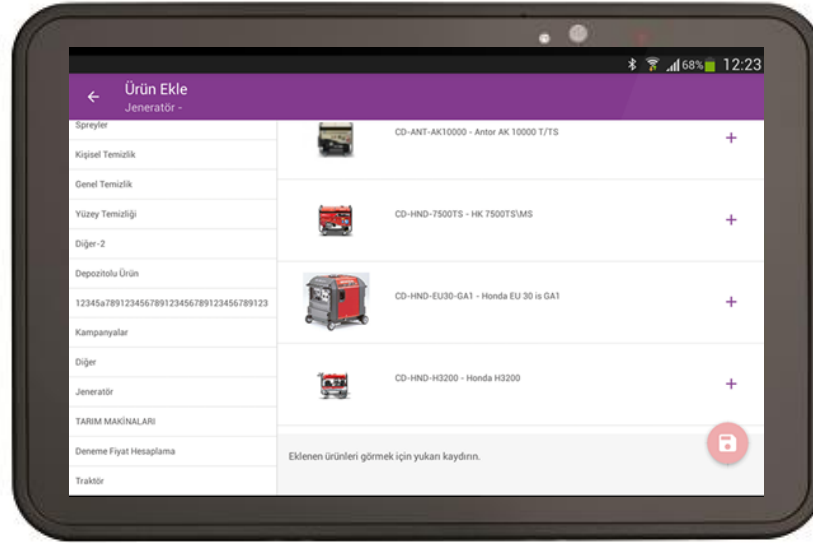 68% 12:23
Ürün Ekle
Jeneratör -
Spreyler
Kişisel Temizlik
Genel Temizlik
Yüzey Temizliği
Diğer-2
Depozitolu Ürün
12345a789123456789123456789123456789123
Kampanyalar
Diğer
Jeneratör
TARIM MAKİNALARI
Deneme Fiyat Hesaplama
Traktör
CD-ANT-AK10000 - Antor AK 10000 T/TS
CD-HND-7500TS - HK 7500TS\MS
CD-HND-EU30-GA1 - Honda EU 30 is GA1
CD-HND-H3200 - Honda H3200
Eklenen ürünleri görmek için yukarı kaydırın.